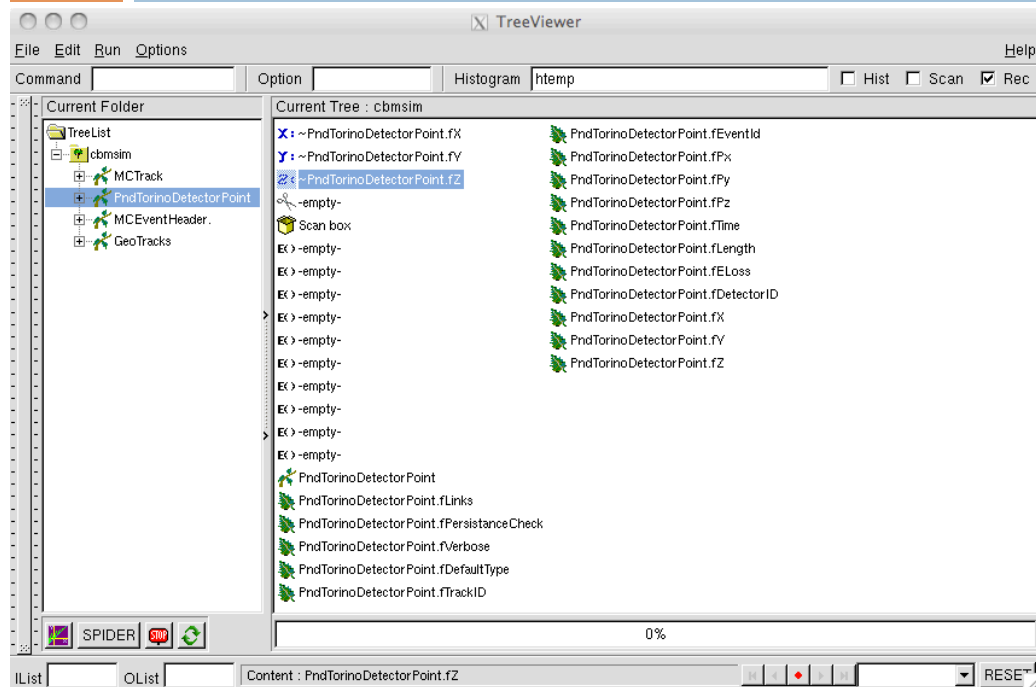 TreeViewer
File Edit Run Options Help
Command Option Histogram htemp Hist Scan Rec
Current Folder
TreeList
cbmsim
MCTrack
PndTorinoDetectorPoint
MCEventHeader.
GeoTracks
Current Tree : cbmsim
X: ~PndTorinoDetectorPoint.fX
Y: ~PndTorinoDetectorPoint.fY
Z: ~PndTorinoDetectorPoint.fZ
-empty-
Scan box
E() -empty-
E() -empty-
E() -empty-
E() -empty-
E() -empty-
E() -empty-
E() -empty-
E() -empty-
E() -empty-
E() -empty-
PndTorinoDetectorPoint
PndTorinoDetectorPoint.fLinks
PndTorinoDetectorPoint.fPersistanceCheck
PndTorinoDetectorPoint.fVerbose
PndTorinoDetectorPoint.fDefaultType
PndTorinoDetectorPoint.fTrackID
PndTorinoDetectorPoint.fEventId
PndTorinoDetectorPoint.fPx
PndTorinoDetectorPoint.fPy
PndTorinoDetectorPoint.fPz
PndTorinoDetectorPoint.fTime
PndTorinoDetectorPoint.fLength
PndTorinoDetectorPoint.fELoss
PndTorinoDetectorPoint.fDetectorID
PndTorinoDetectorPoint.fX
PndTorinoDetectorPoint.fY
PndTorinoDetectorPoint.fZ
SPIDER STOP
0%
IList OList Content : PndTorinoDetectorPoint.fZ RESET